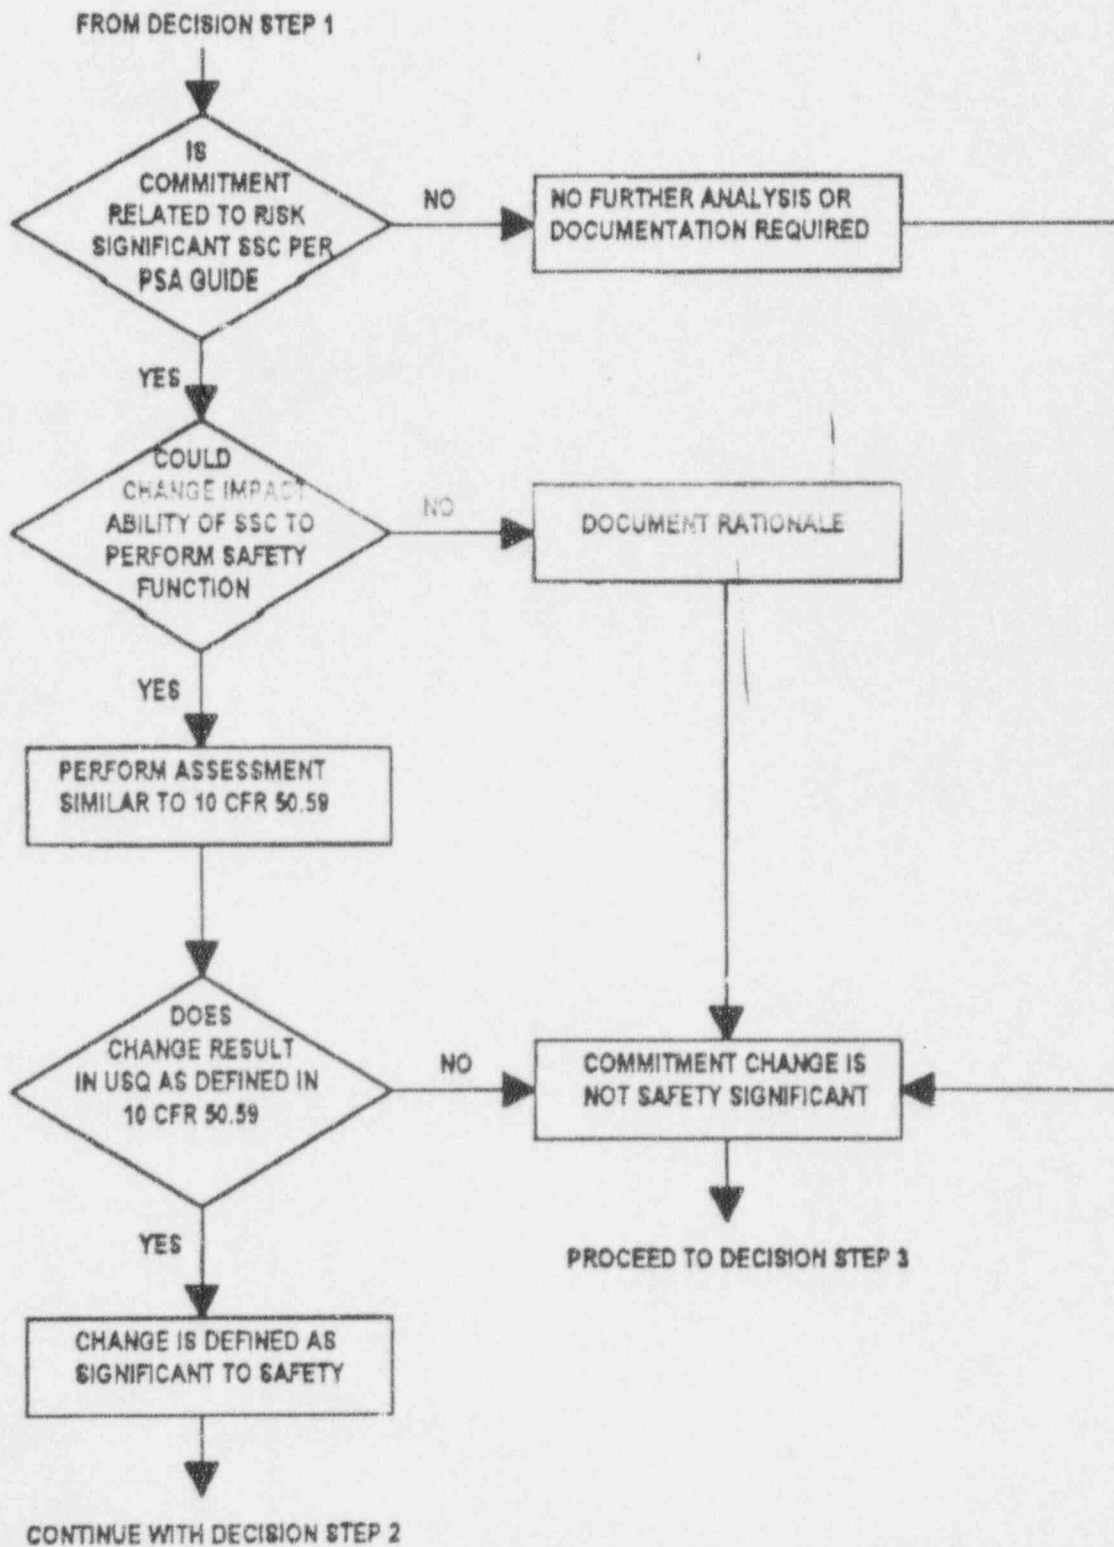 FROM DECISION STEP 1
IS
COMMITMENT
RELATED TO RISK
SIGNIFICANT SSC PER
PSA GUIDE
NO
NO FURTHER ANALYSIS OR
DOCUMENTATION REQUIRED
YES
COULD
CHANGE IMPACT
ABILITY OF SSC TO
PERFORM SAFETY
FUNCTION
NO
DOCUMENT RATIONALE
YES
PERFORM ASSESSMENT
SIMILAR TO 10 CFR 50.59
DOES
CHANGE RESULT
IN USQ AS DEFINED IN
10 CFR 50.59
NO
COMMITMENT CHANGE IS
NOT SAFETY SIGNIFICANT
YES
PROCEED TO DECISION STEP 3
CHANGE IS DEFINED AS
SIGNIFICANT TO SAFETY
CONTINUE WITH DECISION STEP 2